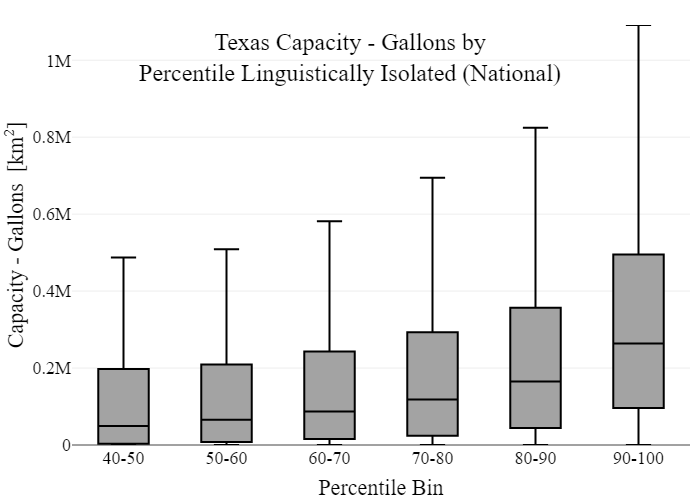 Texas Capacity - Gallons by
Percentile Linguistically Isolated (National)
Capacity - Gallons [km²]
1M
0.8M
0.6M
0.4M
0.2M
0
40-50
50-60
60-70
70-80
80-90
90-100
Percentile Bin